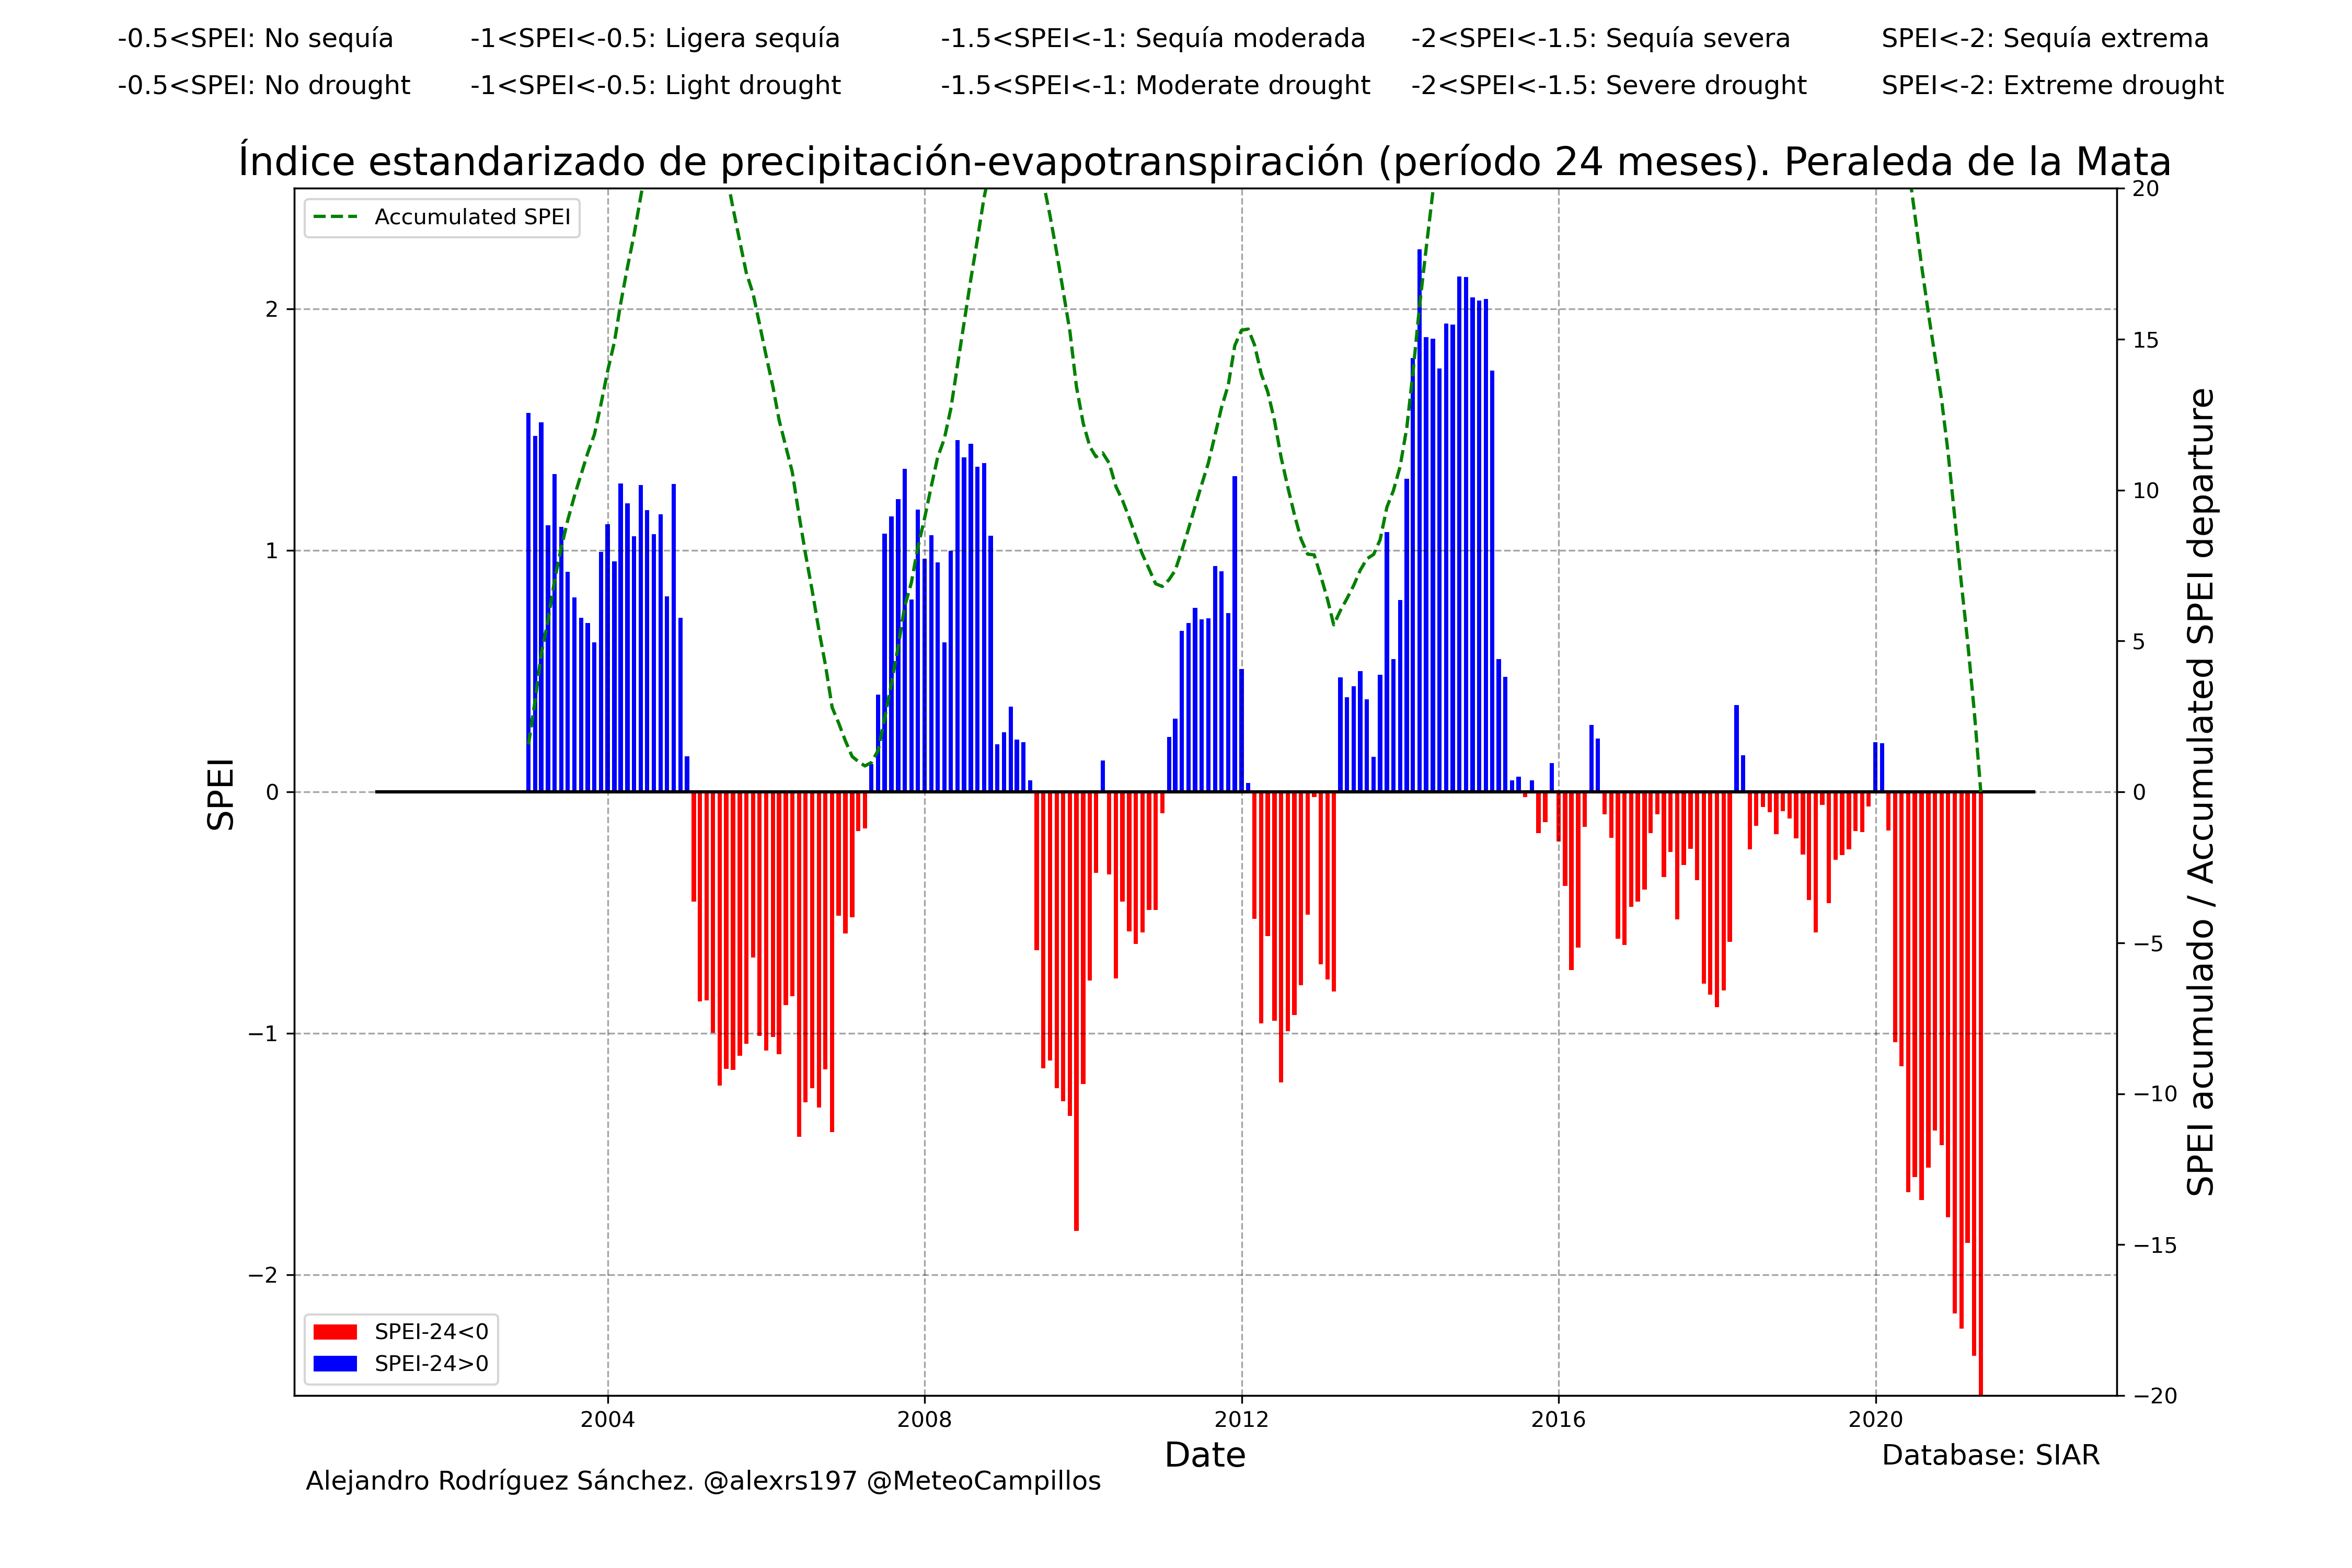 -0.5<SPEI: No sequía -1<SPEI<-0.5: Ligera sequía -1.5<SPEI<-1: Sequía moderada -2<SPEI<-1.5: Sequía severa SPEI<-2: Sequía extrema
-0.5<SPEI: No drought -1<SPEI<-0.5: Light drought -1.5<SPEI<-1: Moderate drought -2<SPEI<-1.5: Severe drought SPEI<-2: Extreme drought
Índice estandarizado de precipitación-evapotranspiración (período 24 meses). Peraleda de la Mata
Accumulated SPEI
SPEI
2
1
0
−1
−2
20
15
10
5
0
−5
−10
−15
−20
SPEI acumulado / Accumulated SPEI departure
SPEI-24<0
SPEI-24>0
2004 2008 2012 2016 2020
Date
Database: SIAR
Alejandro Rodríguez Sánchez. @alexrs197 @MeteoCampillos